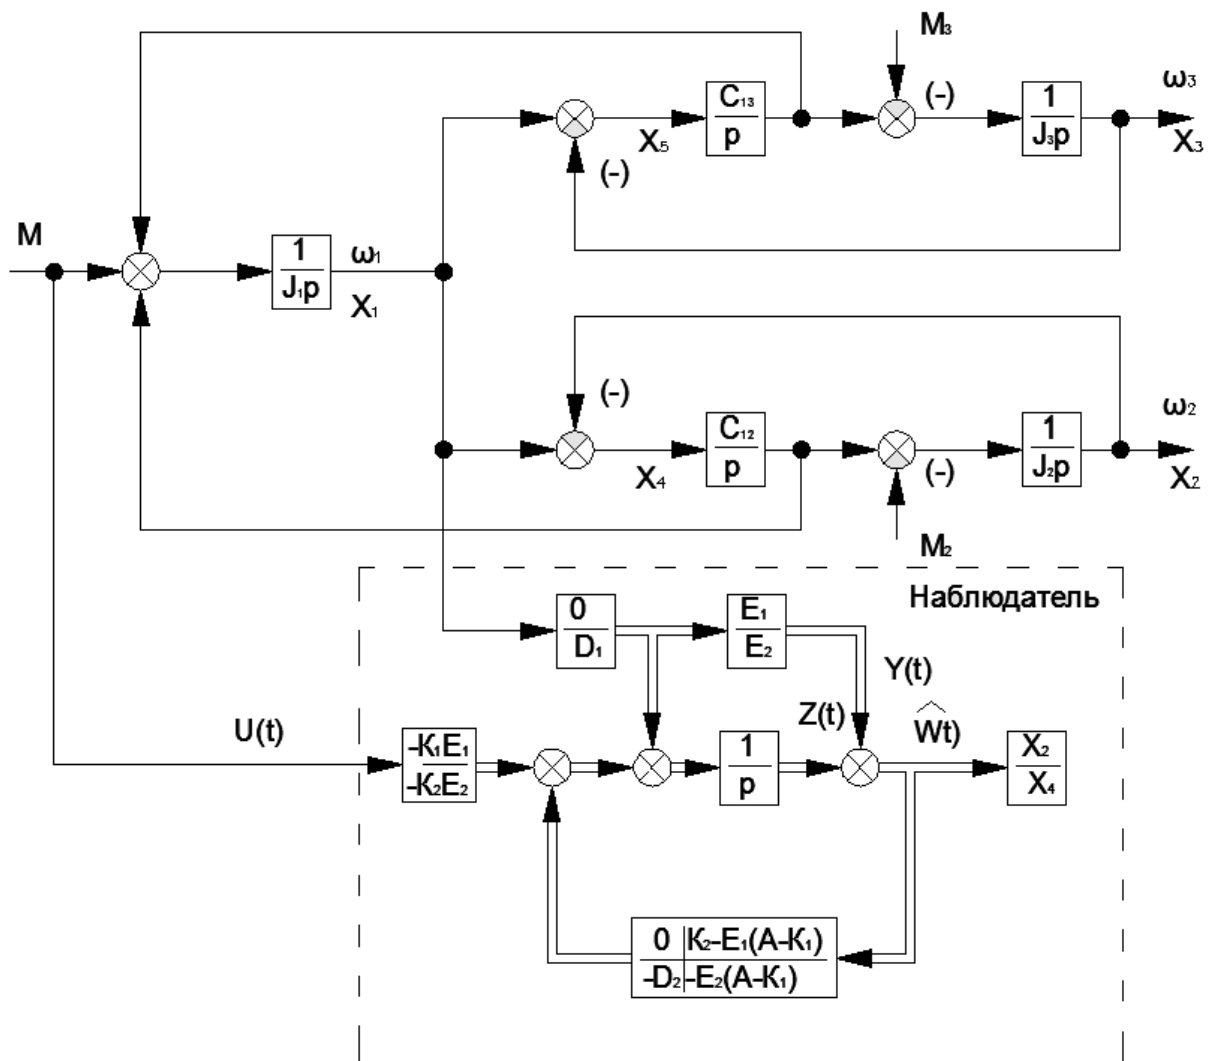 M₃
ω₃
C₁₃
p
(-)
1
J₃p
X₅
X₃
(-)
M
1
J₁p
ω₁
X₁
(-)
ω₂
C₁₂
p
1
J₂p
X₄
(-)
X₂
M₂
Наблюдатель
0
D₁
E₁
E₂
Y(t)
U(t)
Z(t)
Wt)
-K₁E₁
-K₂E₂
1
p
X₂
X₄
0 K₂-E₁(A-K₁)
-D₂ -E₂(A-K₁)